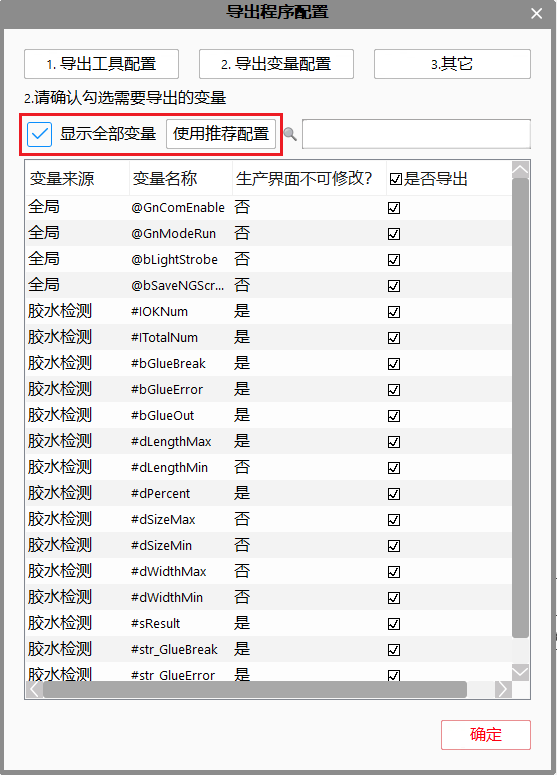 导出程序配置
1. 导出工具配置 2. 导出变量配置 3.其它
2.请确认勾选需要导出的变量
显示全部变量 使用推荐配置
变量来源 变量名称 生产界面不可修改? 是否导出
全局 @GnComEnable 否
全局 @GnModeRun 否
全局 @bLightStrobe 否
全局 @bSaveNGScr... 否
胶水检测 #IOKNum 是
胶水检测 #ITotalNum 是
胶水检测 #bGlueBreak 是
胶水检测 #bGlueError 是
胶水检测 #bGlueOut 是
胶水检测 #dLengthMax 是
胶水检测 #dLengthMin 否
胶水检测 #dPercent 是
胶水检测 #dSizeMax 否
胶水检测 #dSizeMin 否
胶水检测 #dWidthMax 否
胶水检测 #dWidthMin 否
胶水检测 #sResult 是
胶水检测 #str_GlueBreak 是
胶水检测 #str_GlueError 是
确定